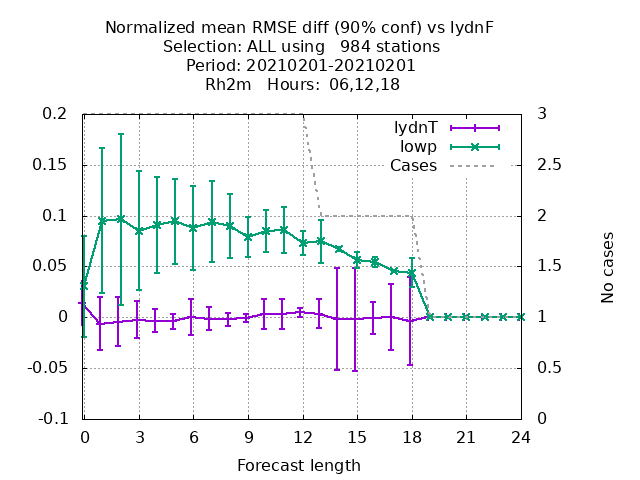 Normalized mean RMSE diff (90% conf) vs lydnF
Selection: ALL using   984 stations
Period: 20210201-20210201
Rh2m   Hours:  06,12,18
lydnT
lowp
Cases
0.2
0.15
0.1
0.05
0
-0.05
-0.1
3
2.5
2
1.5
1
0.5
0
No cases
0 3 6 9 12 15 18 21 24
Forecast length